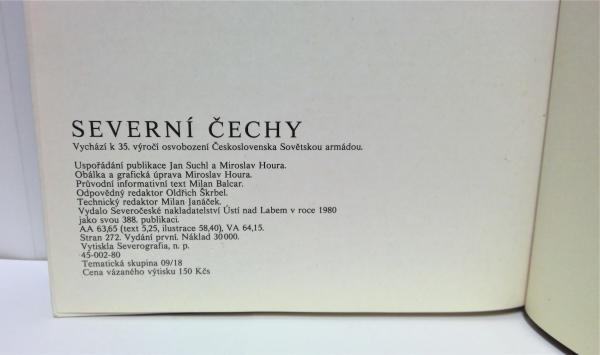 SEVERNÍ ČECHY
Vychází k 35. výročí osvobození Československa Sovětskou armádou.
Uspořádání publikace Jan Suchl a Miroslav Houra.
Obálka a grafická úprava Miroslav Houra.
Průvodní informativní text Milan Balcar.
Odpovědný redaktor Oldřich Škrbel.
Technický redaktor Milan Janáček.
Vydalo Severočeské nakladatelství Ústí nad Labem v roce 1980
jako svou 388. publikaci.
AA 63,65 (text 5,25, ilustrace 58,40), VA 64,15.
Stran 272. Vydání první. Náklad 30 000.
Vytiskla Severografia, n. p.
45-002-80
Tematická skupina 09/18
Cena vázaného výtisku 150 Kčs